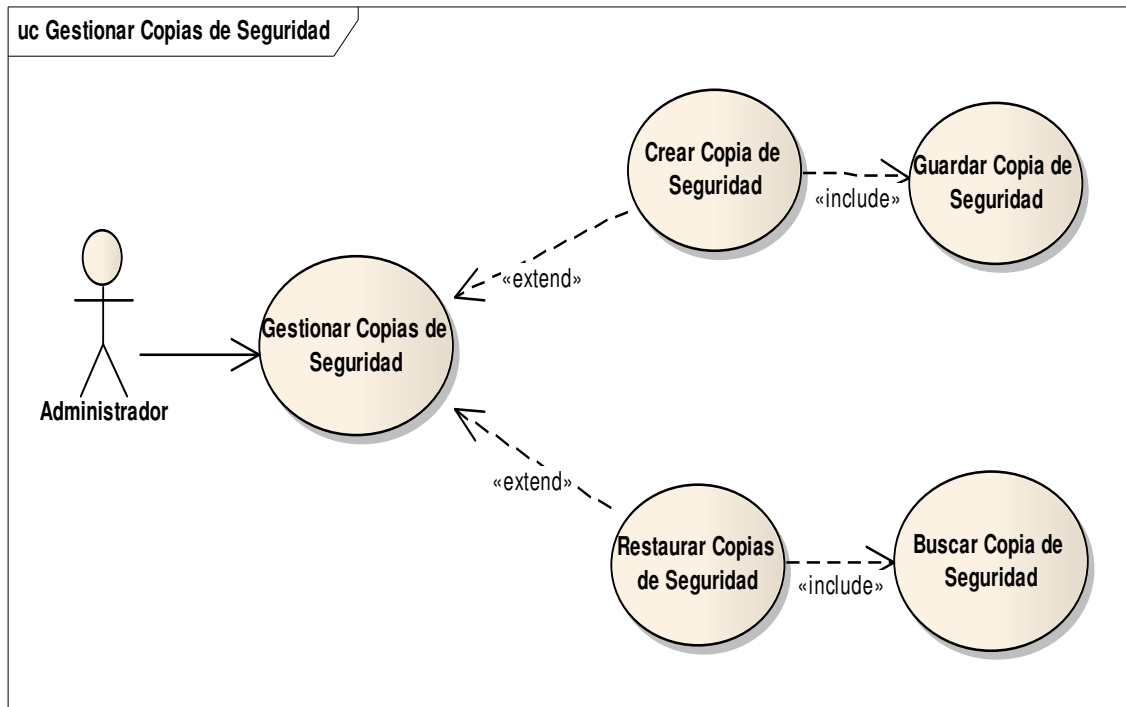 uc Gestionar Copias de Seguridad
Crear Copia de
Seguridad
«include»
Guardar Copia de
Seguridad
«extend»
Gestionar Copias de
Seguridad
Administrador
«extend»
Restaurar Copias
de Seguridad
«include»
Buscar Copia de
Seguridad